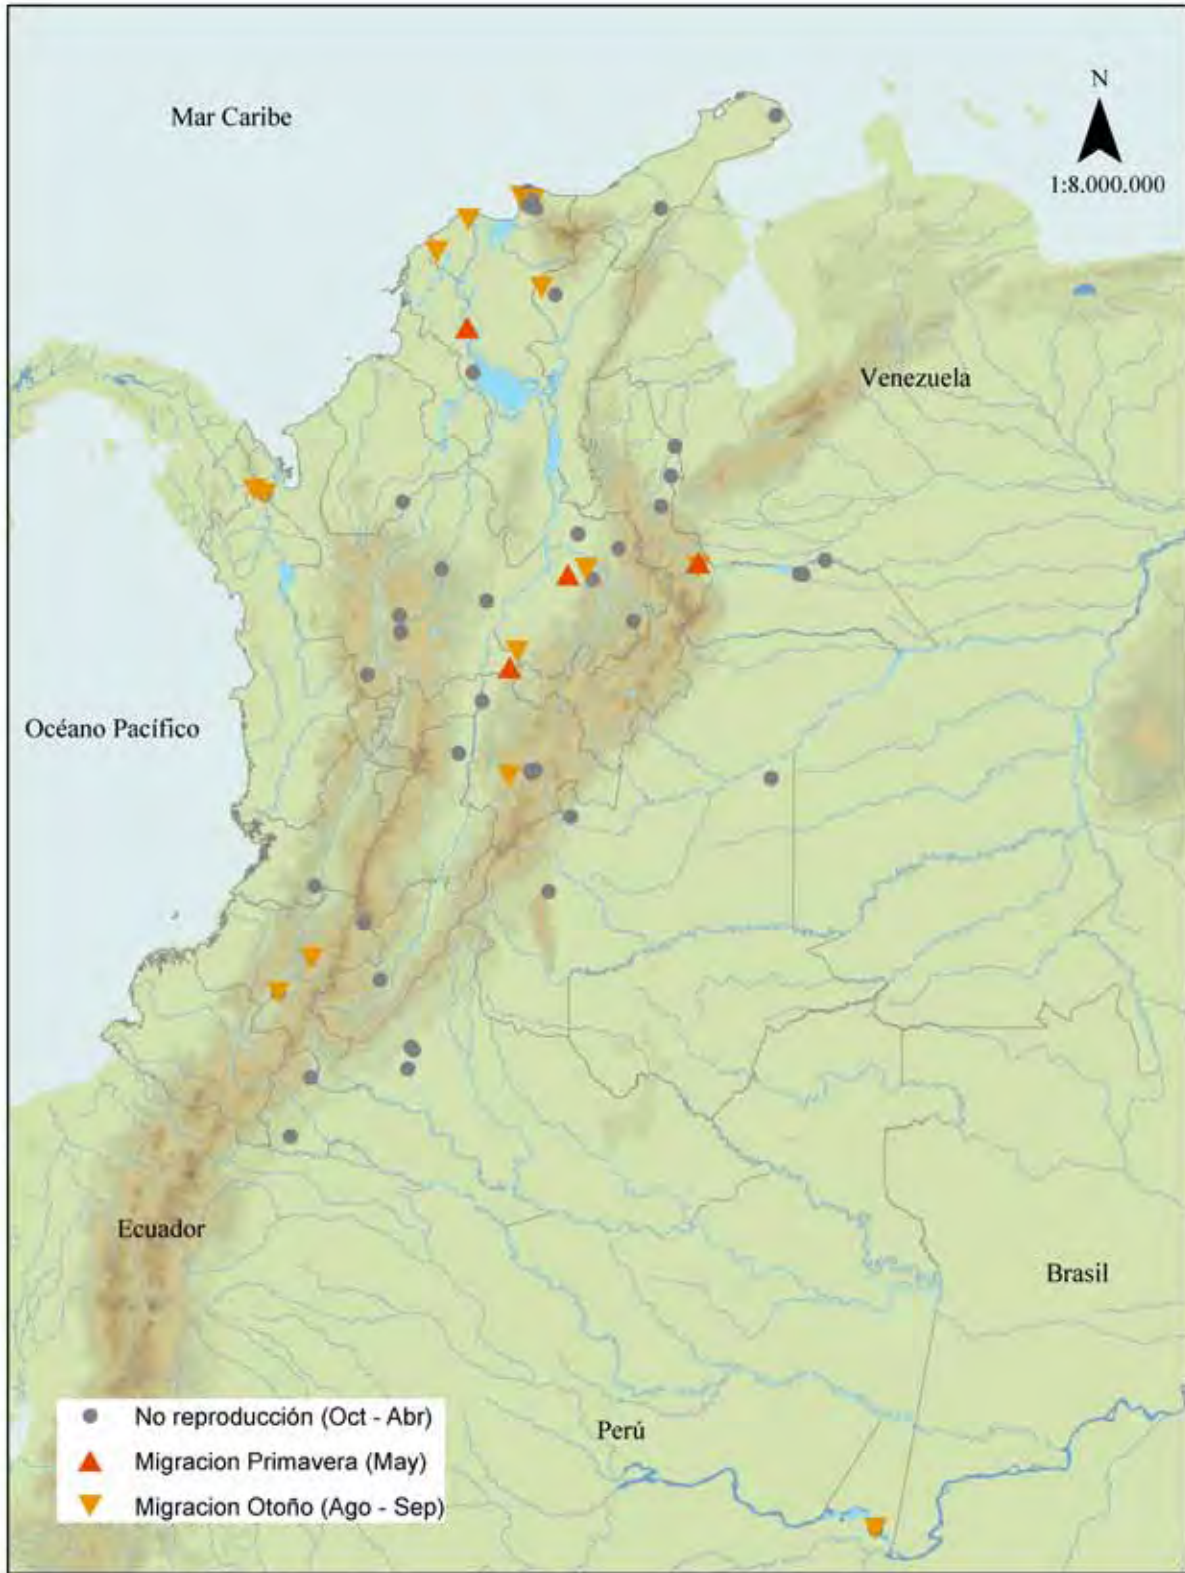 Mar Caribe
N
1:8.000.000
Venezuela
Océano Pacífico
Ecuador
Brasil
Perú
No reproducción (Oct - Abr)
Migracion Primavera (May)
Migracion Otoño (Ago - Sep)